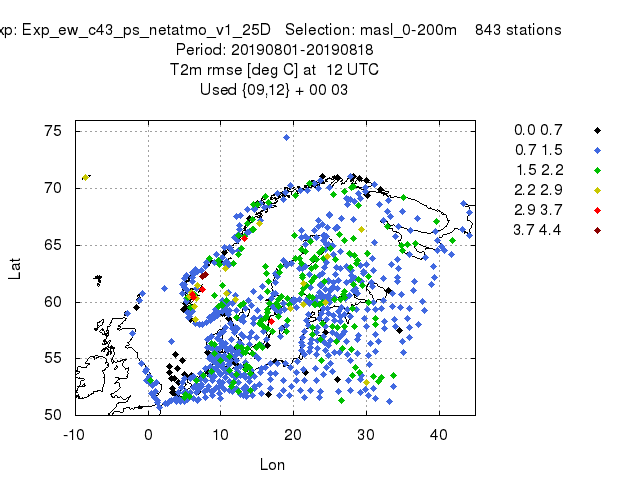 xp: Exp_ew_c43_ps_netatmo_v1_25D Selection: masl_0-200m 843 stations
Period: 20190801-20190818
T2m rmse [deg C] at 12 UTC
Used {09,12} + 00 03
75
70
65
60
55
50
-10 0 10 20 30 40
Lat
Lon
0.0 0.7
0.7 1.5
1.5 2.2
2.2 2.9
2.9 3.7
3.7 4.4